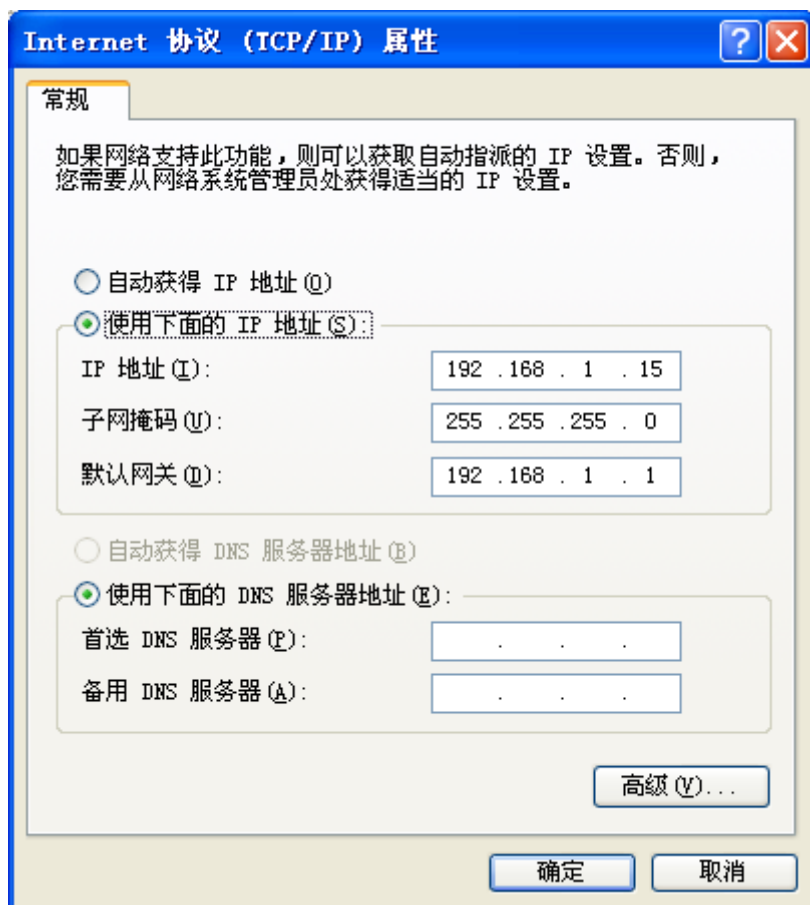 Internet 协议 (TCP/IP) 属性
常规
如果网络支持此功能，则可以获取自动指派的 IP 设置。否则，
您需要从网络系统管理员处获得适当的 IP 设置。
自动获得 IP 地址(O)
使用下面的 IP 地址(S):
IP 地址(I): 192 .168 . 1 . 15
子网掩码(U): 255 .255 .255 . 0
默认网关(D): 192 .168 . 1 . 1
自动获得 DNS 服务器地址(B)
使用下面的 DNS 服务器地址(E):
首选 DNS 服务器(P): . . .
备用 DNS 服务器(A): . . .
高级(V)...
确定 取消